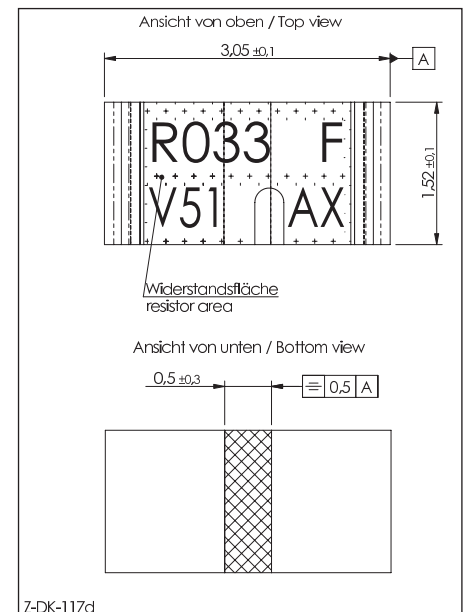 Ansicht von oben / Top view
3,05 ±0,1
A
R033 F
V51 AX
1,52 ±0,1
Widerstandsfläche
resistor area
Ansicht von unten / Bottom view
0,5 ±0,3
⌯ 0,5 A
7-DK-117d